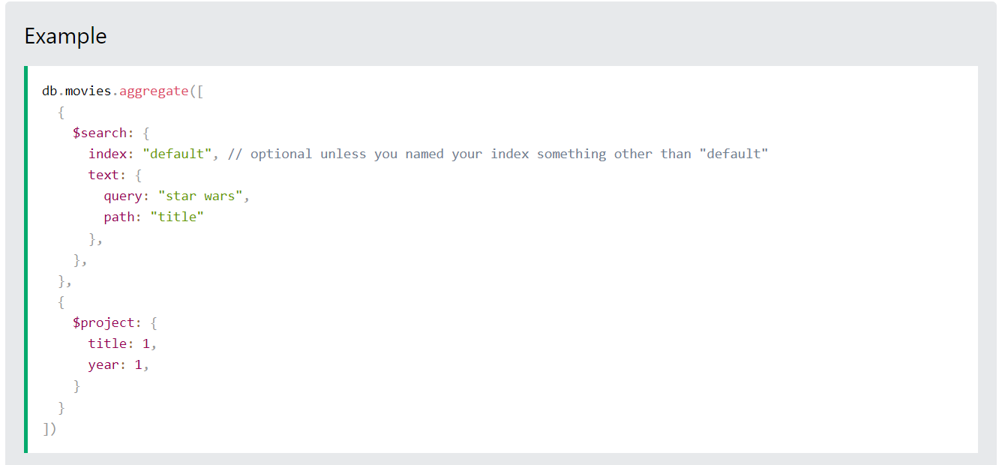 Example
db.movies.aggregate([
  {
    $search: {
      index: "default", // optional unless you named your index something other than "default"
      text: {
        query: "star wars",
        path: "title"
      },
    },
  },
  {
    $project: {
      title: 1,
      year: 1,
    }
  }
])